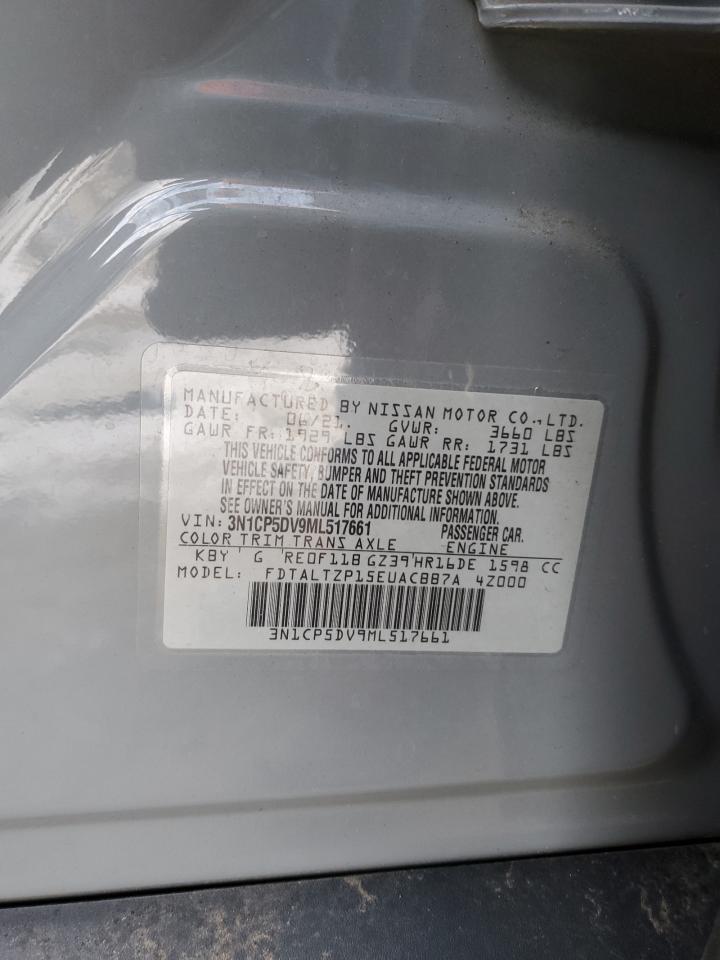 MANUFACTURED BY NISSAN MOTOR CO.,LTD.
DATE: 06/21. GVWR: 3660 LBS
GAWR FR: 1929 LBS GAWR RR: 1731 LBS
THIS VEHICLE CONFORMS TO ALL APPLICABLE FEDERAL MOTOR
VEHICLE SAFETY, BUMPER AND THEFT PREVENTION STANDARDS
IN EFFECT ON THE DATE OF MANUFACTURE SHOWN ABOVE.
SEE OWNER'S MANUAL FOR ADDITIONAL INFORMATION.
VIN: 3N1CP5DV9ML517661 PASSENGER CAR.
COLOR TRIM TRANS AXLE ENGINE
KBY ' G ' RE0F11B GZ39'HR16DE 1598 CC
MODEL: FDTALTZP15EUACBB7A 4Z000
3N1CP5DV9ML517661